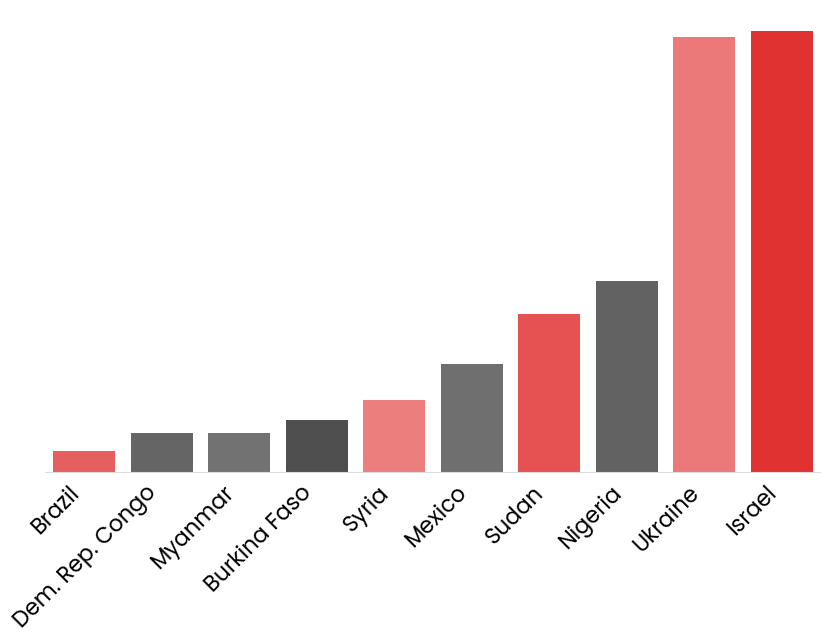 Brazil
Dem. Rep. Congo
Myanmar
Burkina Faso
Syria
Mexico
Sudan
Nigeria
Ukraine
Israel